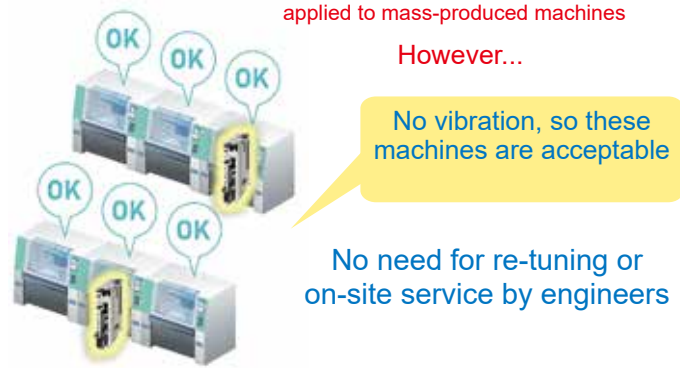 applied to mass-produced machines
However...
OK
OK
OK
No vibration, so these
machines are acceptable
OK
OK
OK
No need for re-tuning or
on-site service by engineers